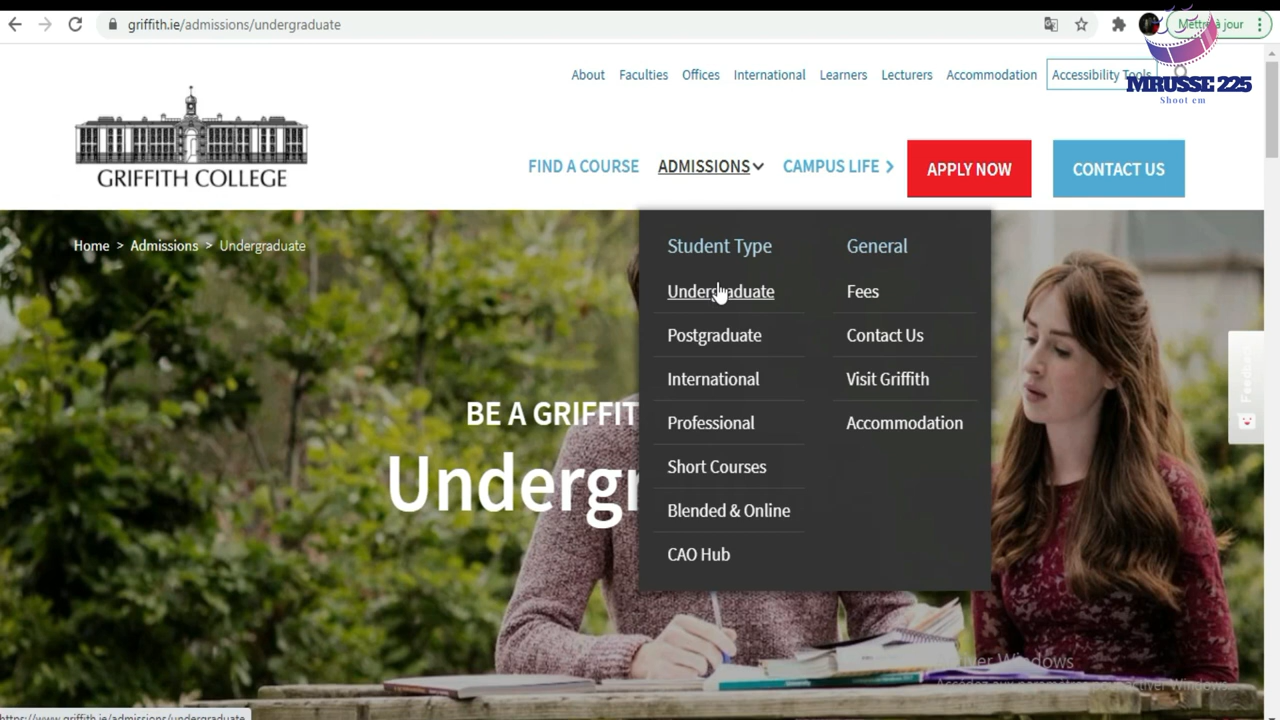 griffith.ie/admissions/undergraduate
Mettre à jour
About Faculties Offices International Learners Lecturers Accommodation Accessibility Tools
MRUSSE 225
Shoot em
GRIFFITH COLLEGE
FIND A COURSE ADMISSIONS CAMPUS LIFE > APPLY NOW CONTACT US
Home > Admissions > Undergraduate
Student Type
Undergraduate
Postgraduate
International
Professional
Short Courses
Blended & Online
CAO Hub
General
Fees
Contact Us
Visit Griffith
Accommodation
Feedback
BE A GRIFFIT
Undergr
Windows
https://www.griffith.ie/admissions/undergraduate